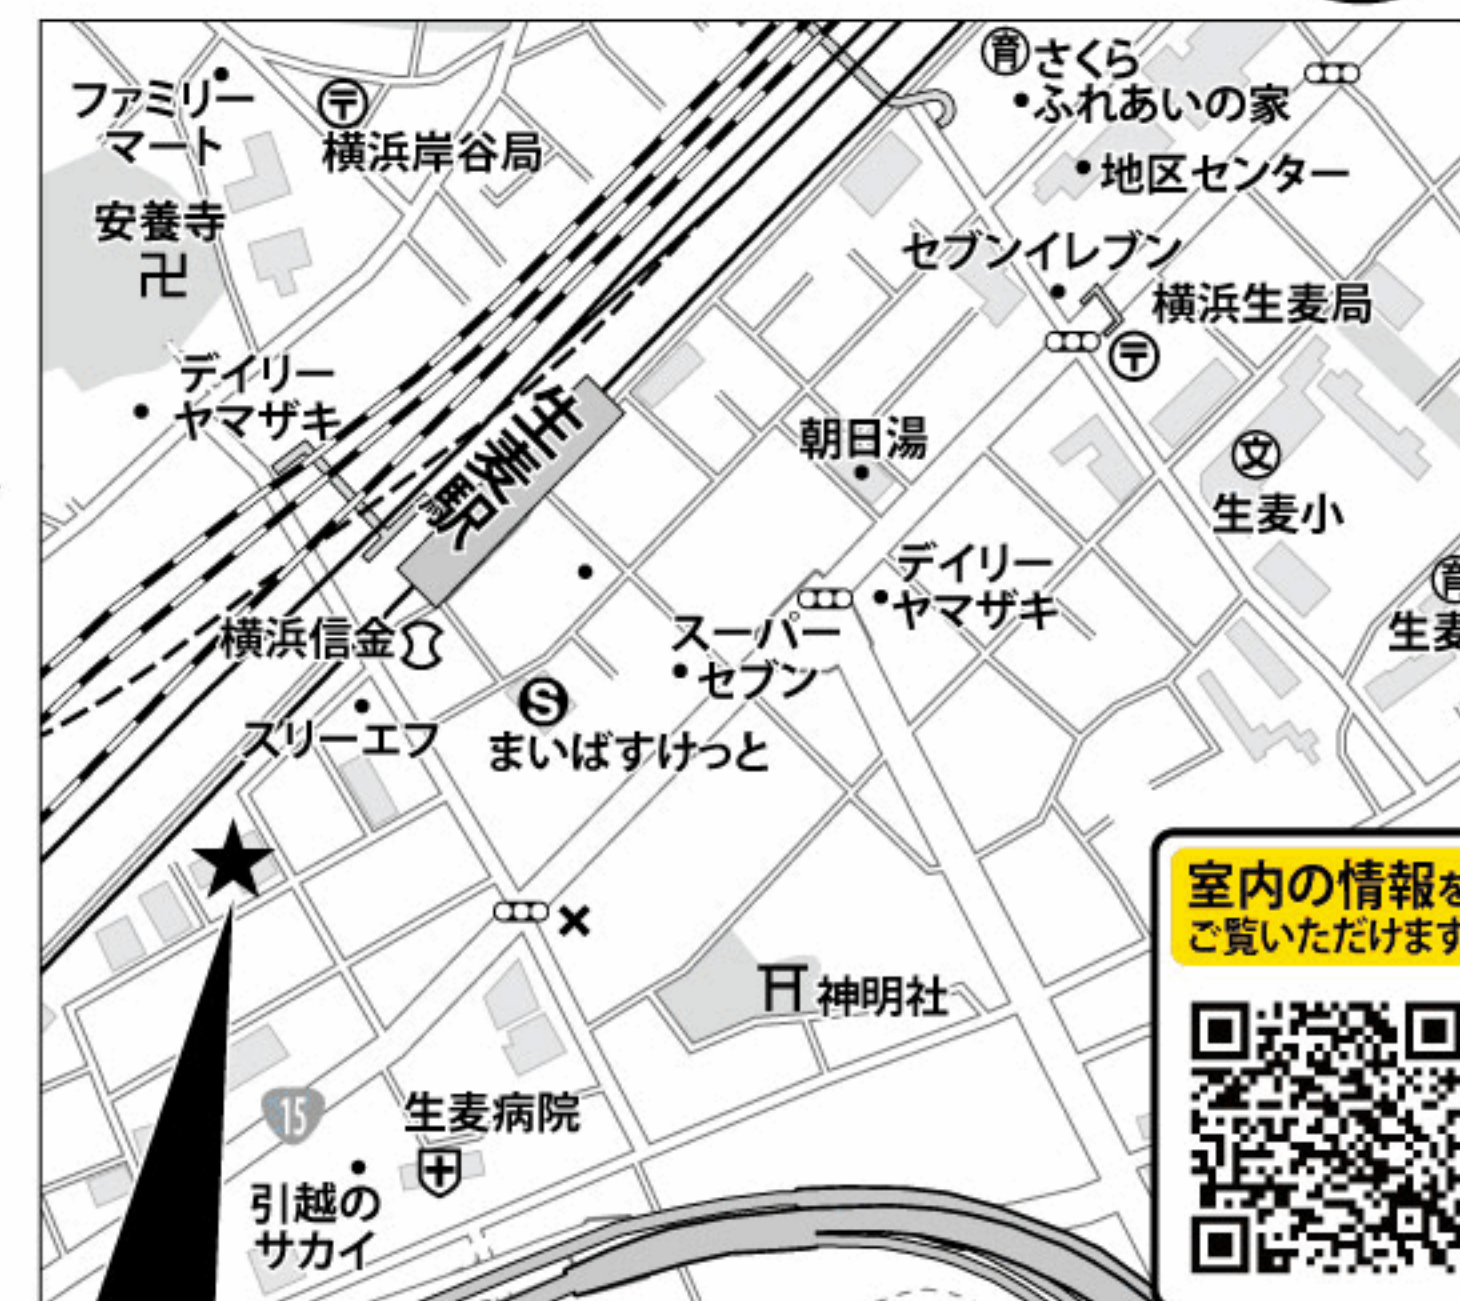 育 さくら
ふれあいの家
地区センター
ファミリー
マート
〒
横浜岸谷局
安養寺
卍
セブンイレブン
横浜生麦局
〒
デイリー
ヤマザキ
生麦駅
朝日湯
文
生麦小
デイリー
ヤマザキ
育
生麦
横浜信金
スーパー
セブン
スリーエフ
S
まいばすけっと
室内の情報を
ご覧いただけます
神明社
15
生麦病院
引越の
サカイ